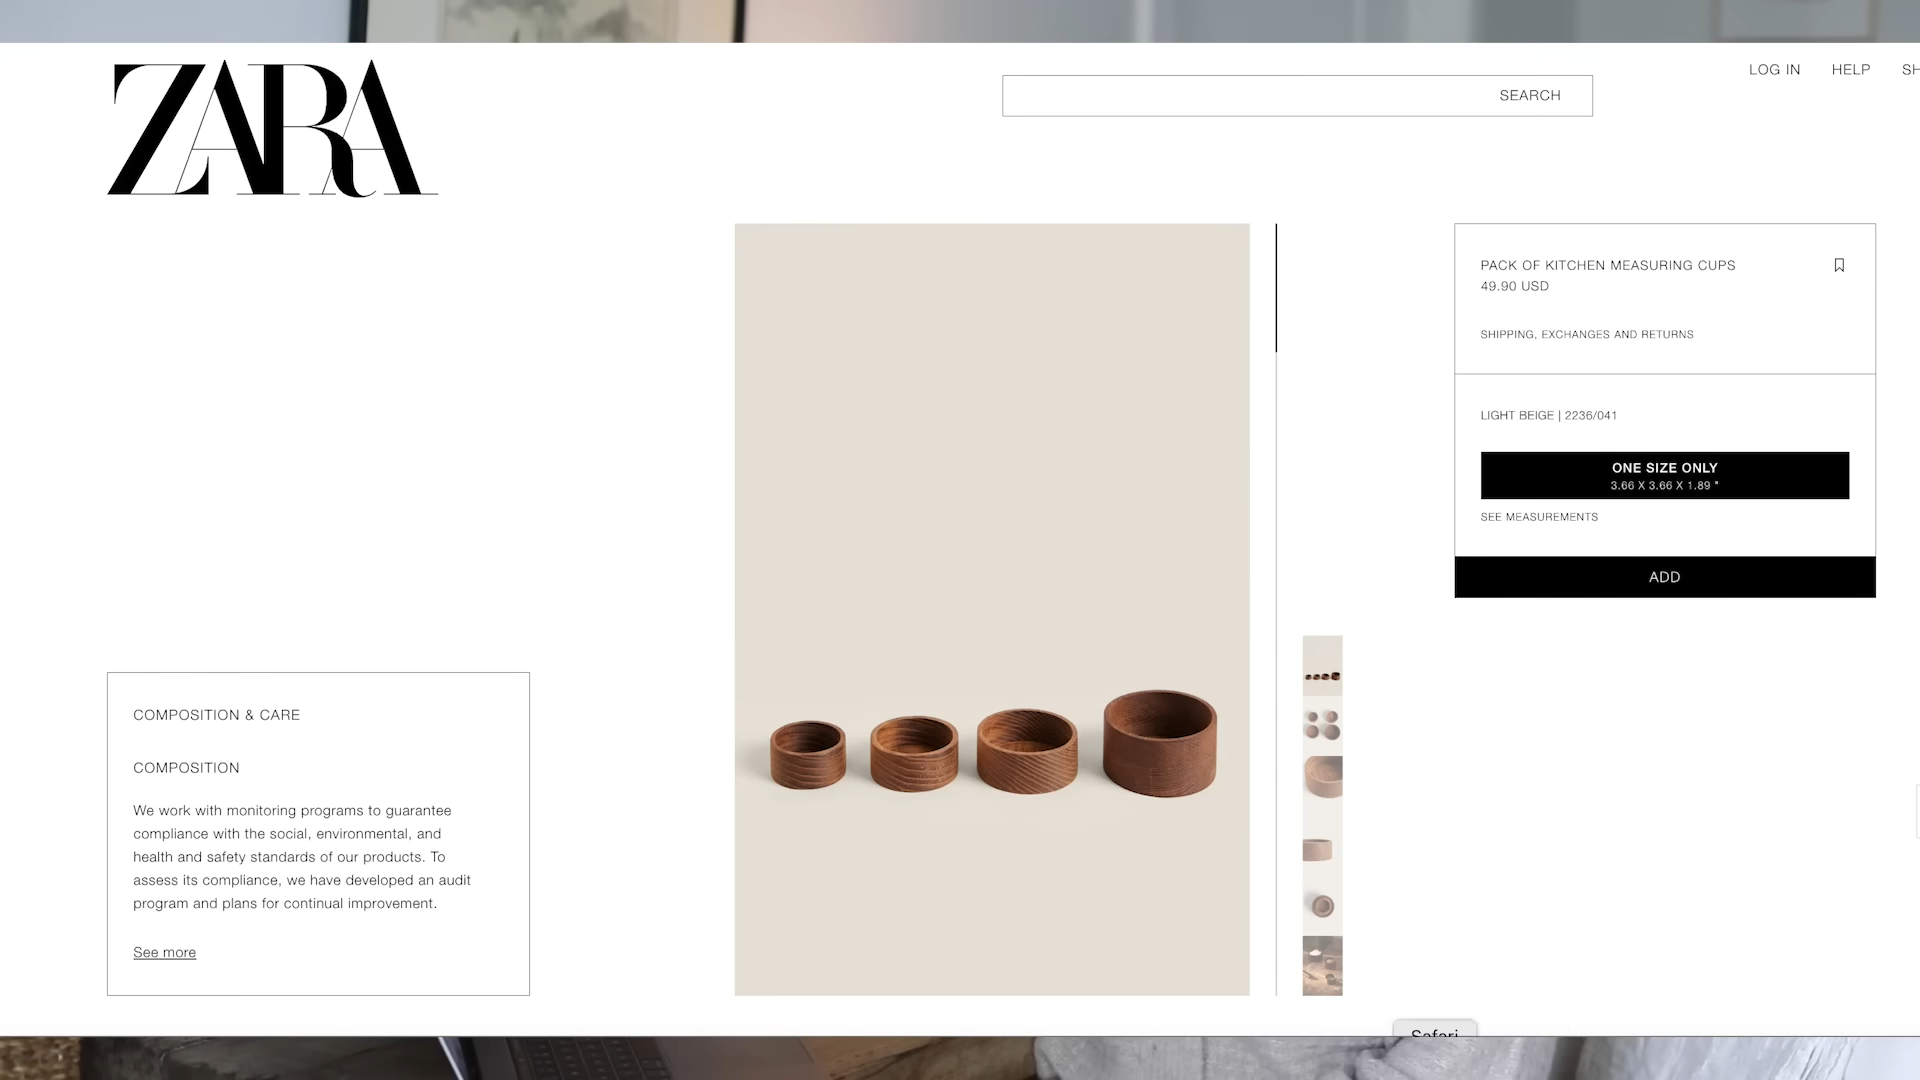 ZARA
SEARCH
LOG IN
HELP
PACK OF KITCHEN MEASURING CUPS
49.90 USD
SHIPPING, EXCHANGES AND RETURNS
LIGHT BEIGE | 2236/041
ONE SIZE ONLY
3.66 X 3.66 X 1.89 "
SEE MEASUREMENTS
ADD
COMPOSITION & CARE
COMPOSITION
We work with monitoring programs to guarantee
compliance with the social, environmental, and
health and safety standards of our products. To
assess its compliance, we have developed an audit
program and plans for continual improvement.
See more
Safari